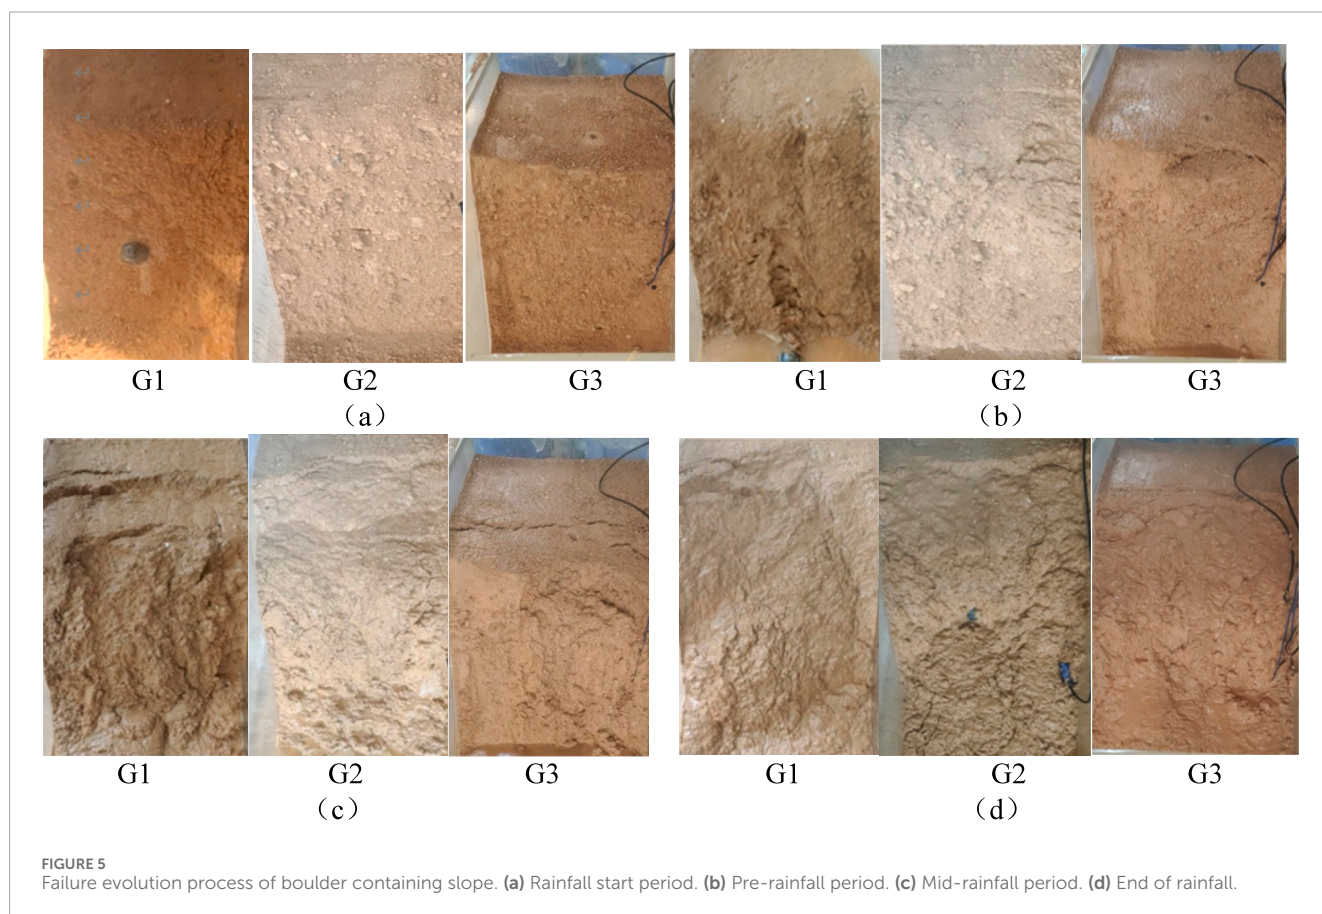 G1 G2 G3 G1 G2 G3
(a) (b)
G1 G2 G3 G1 G2 G3
(c) (d)
FIGURE 5
Failure evolution process of boulder containing slope. (a) Rainfall start period. (b) Pre-rainfall period. (c) Mid-rainfall period. (d) End of rainfall.